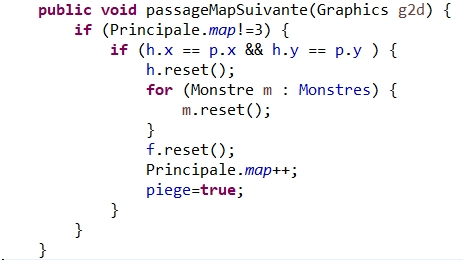 public void passageMapSuivante(Graphics g2d) {
if (Principale.map!=3) {
if (h.x == p.x && h.y == p.y ) {
h.reset();
for (Monstre m : Monstres) {
m.reset();
}
f.reset();
Principale.map++;
piege=true;
}
}
}